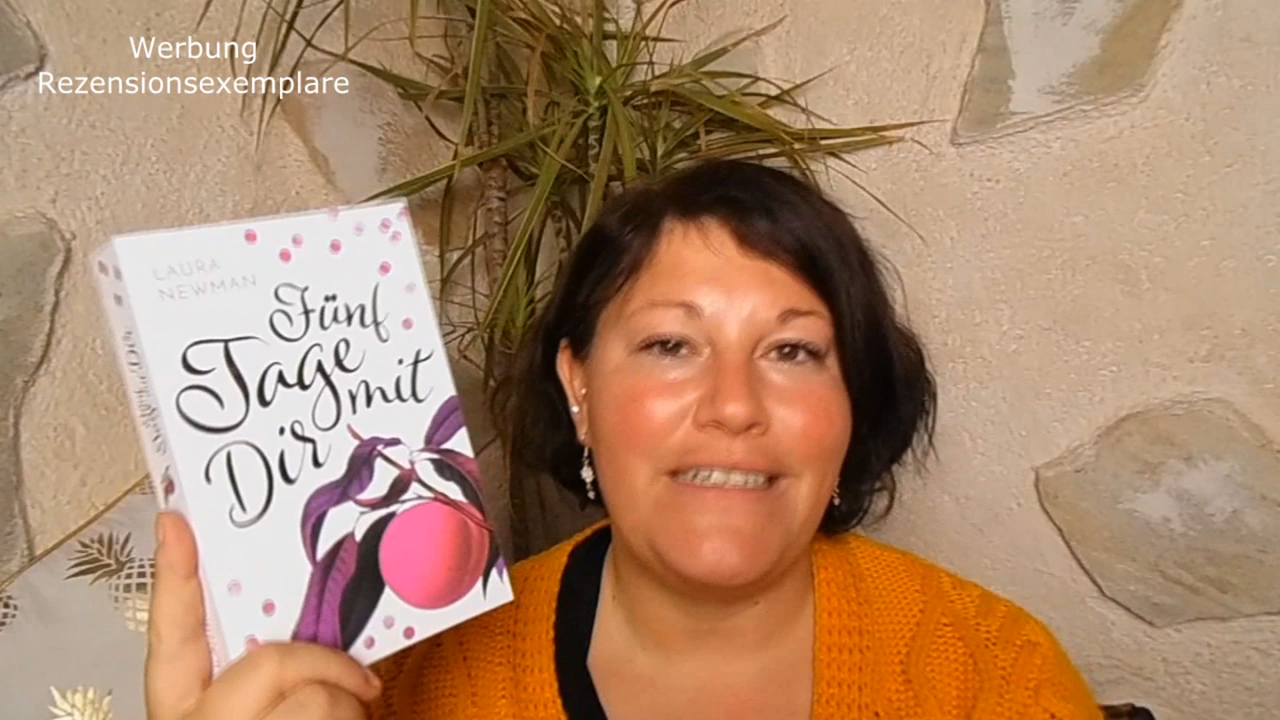 Werbung
Rezensionsexemplare
LAURA
NEWMAN
Fünf
Tage
mit
Dir